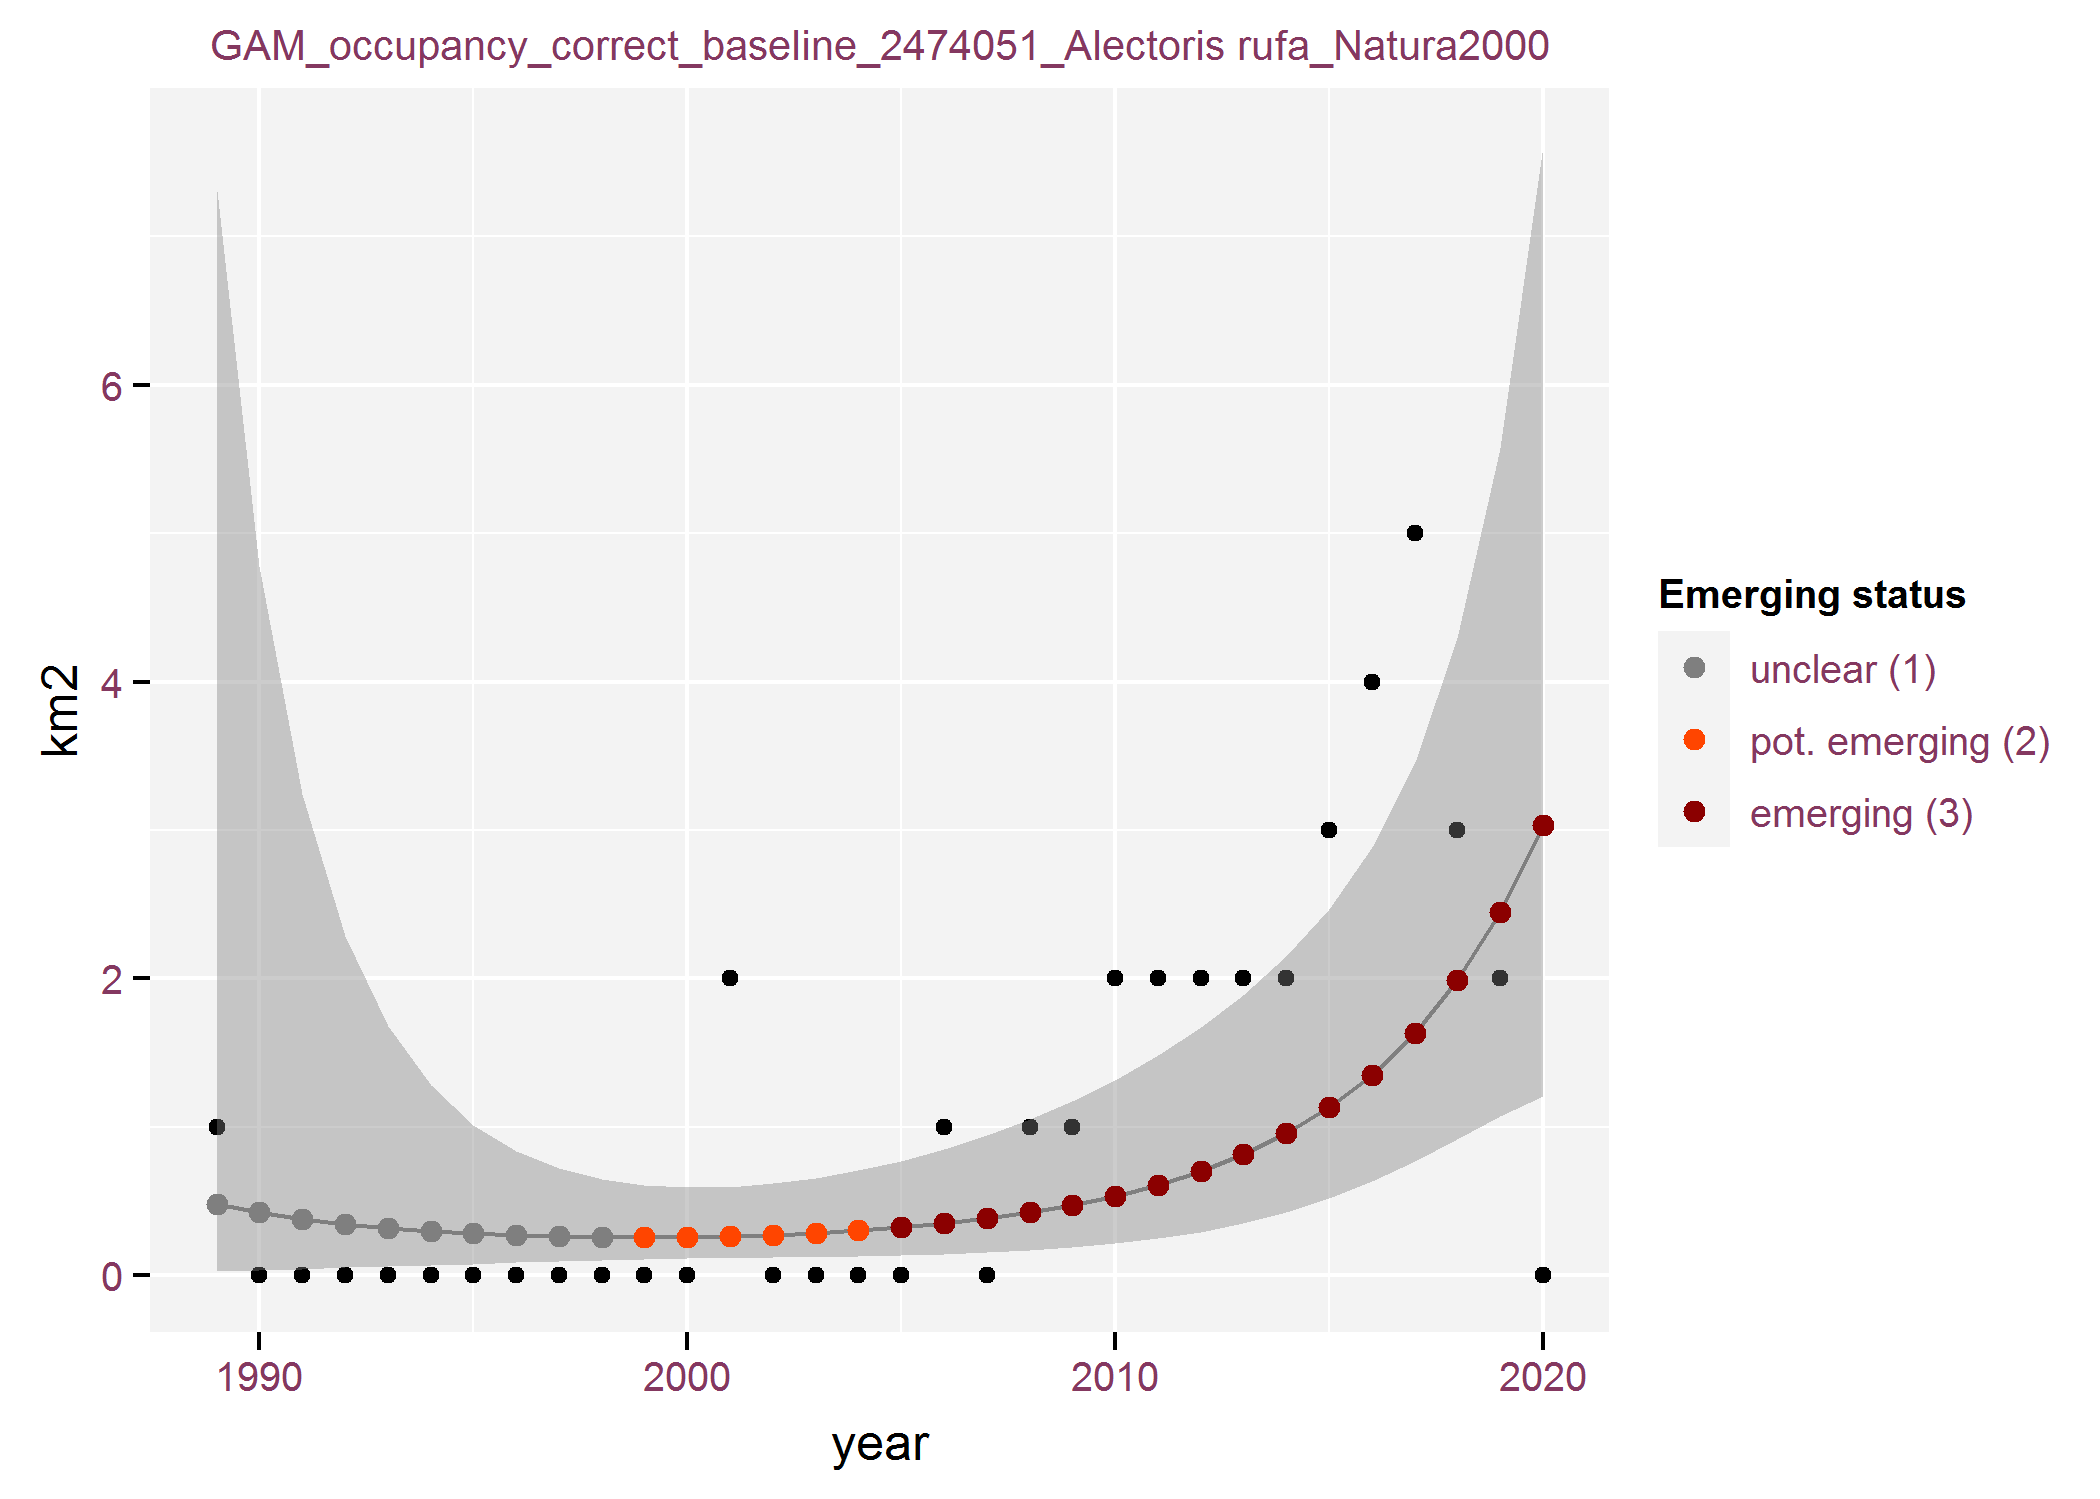 GAM_occupancy_correct_baseline_2474051_Alectoris rufa_Natura2000
km2
6
4
2
0
1990 2000 2010 2020
year
Emerging status
unclear (1)
pot. emerging (2)
emerging (3)